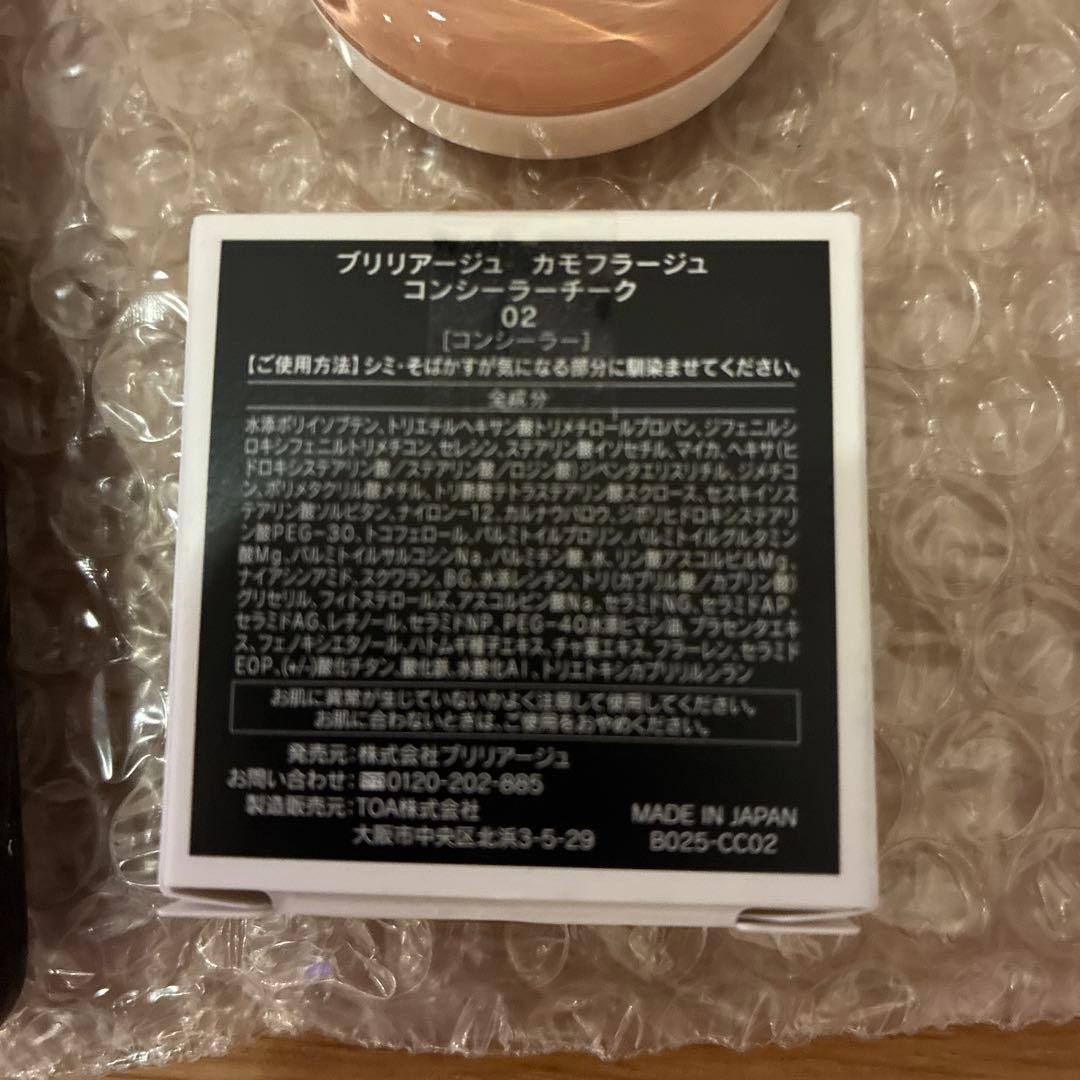 ブリリアージュ カモフラージュ
コンシーラーチーク
02
[コンシーラー]
【ご使用方法】シミ・そばかすが気になる部分に馴染ませてください。
全成分
水添ポリイソブテン、トリエチルヘキサン酸トリメチロールプロパン、ジフェニルシ
ロキシフェニルトリメチコン、セレシン、ステアリン酸イソセチル、マイカ、ヘキサ(ヒ
ドロキシステアリン酸/ステアリン酸/ロジン酸)ジペンタエリスリチル、ジメチコ
ン、ポリメタクリル酸メチル、トリ酢酸テトラステアリン酸スクロース、セスキイソス
テアリン酸ソルビタン、ナイロン-12、カルナウバロウ、ジポリヒドロキシステアリ
ン酸PEG-30、トコフェロール、パルミトイルプロリン、パルミトイルグルタミン
酸Mg、パルミトイルサルコシンNa、パルミチン酸、水、リン酸アスコルビルMg、
ナイアシンアミド、スクワラン、BG、水添レシチン、トリ(カプリル酸/カプリン酸)
グリセリル、フィトステロールズ、アスコルビン酸Na、セラミドNG、セラミドAP、
セラミドAG、レチノール、セラミドNP、PEG-40水添ヒマシ油、プラセンタエキ
ス、フェノキシエタノール、ハトムギ種子エキス、チャ葉エキス、フラーレン、セラミド
EOP、(+/-)酸化チタン、酸化鉄、水酸化Al、トリエトキシカプリリルシラン
お肌に異常が生じていないかよく注意して使用してください。
お肌に合わないときは、ご使用をおやめください。
発売元:株式会社ブリリアージュ
お問い合わせ:0120-202-885
製造販売元:TOA株式会社
大阪市中央区北浜3-5-29
MADE IN JAPAN
B025-CC02